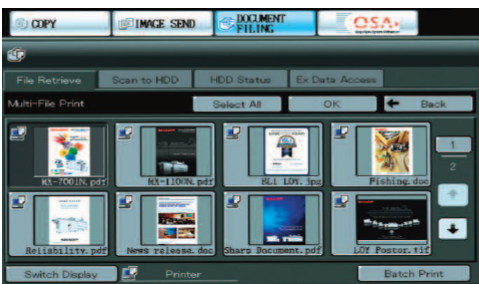 COPY
IMAGE SEND
DOCUMENT
FILING
OSA
File Retrieve
Scan to HDD
HDD Status
Ex Data Access
Multi-File Print
Select All
OK
Back
MX-7001N.pdf
MX-1100N.pdf
BLI LOY.jpg
Fishing.doc
1
2
Reliability.pdf
News release.doc
Sharp Document.pdf
LOY Postor.tif
Switch Display
Printer
Batch Print